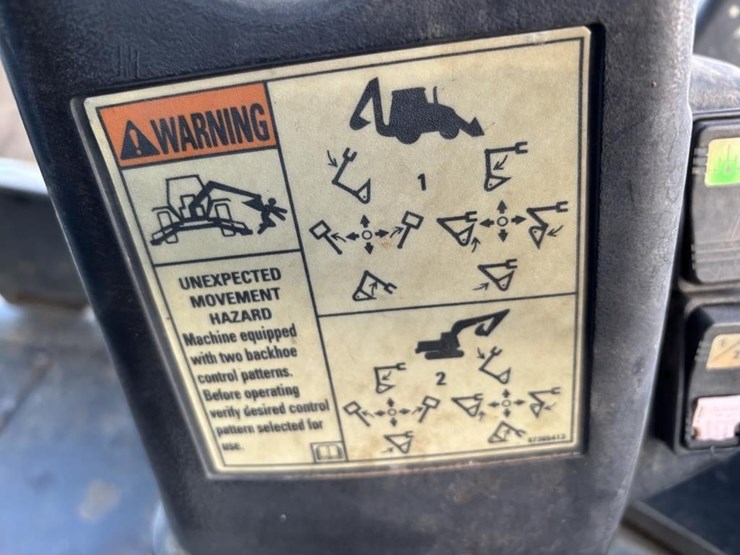 WARNING
UNEXPECTED
MOVEMENT
HAZARD
Machine equipped
with two backhoe
control patterns.
Before operating
verify desired control
pattern selected for
use.
1
2